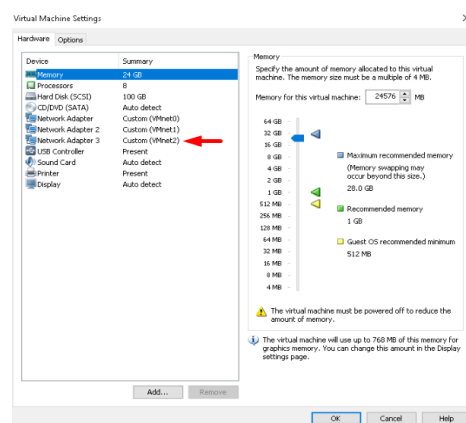 Virtual Machine Settings
Hardware Options
Device Summary
Memory 24 GB
Processors 8
Hard Disk (SCSI) 100 GB
CD/DVD (SATA) Auto detect
Network Adapter Custom (VMnet0)
Network Adapter 2 Custom (VMnet1)
Network Adapter 3 Custom (VMnet2)
USB Controller Present
Sound Card Auto detect
Printer Present
Display Auto detect
Add... Remove
Memory
Specify the amount of memory allocated to this virtual
machine. The memory size must be a multiple of 4 MB.
Memory for this virtual machine: 24576 MB
64 GB
32 GB
16 GB
8 GB
4 GB
2 GB
1 GB
512 MB
256 MB
128 MB
64 MB
32 MB
16 MB
8 MB
4 MB
Maximum recommended memory
(Memory swapping may
occur beyond this size.)
28.0 GB
Recommended memory
1 GB
Guest OS recommended minimum
512 MB
The virtual machine must be powered off to reduce the
amount of memory.
The virtual machine will use up to 768 MB of this memory for
graphics memory. You can change this amount in the Display
settings page.
OK Cancel Help